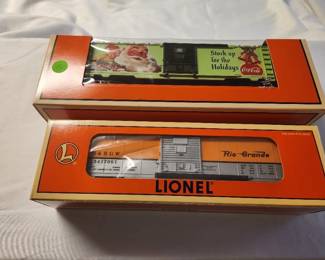 Stock up
for the
Holidays
Coca-Cola
Rio Grande
L
LIONEL